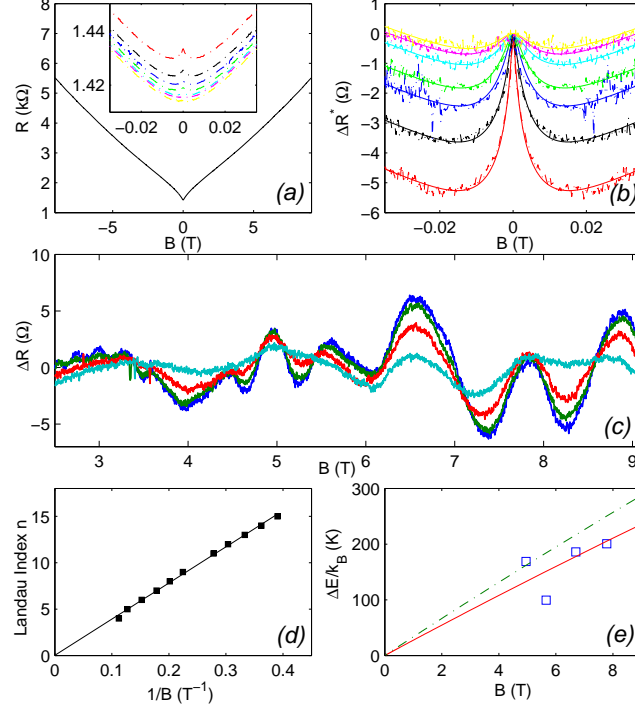 8
7
6
5
4
3
2
1
R (kΩ)
−5 0 5
B (T)
1.44
1.42
−0.02 0 0.02
(a)
1
0
−1
−2
−3
−4
−5
−6
ΔR* (Ω)
−0.02 0 0.02
B (T)
(b)
10
5
0
−5
ΔR (Ω)
3 4 5 6 7 8 9
B (T)
(c)
15
10
5
0
Landau Index n
0 0.1 0.2 0.3 0.4
1/B (T⁻¹)
(d)
300
200
100
0
ΔE/k_B (K)
0 2 4 6 8
B (T)
(e)